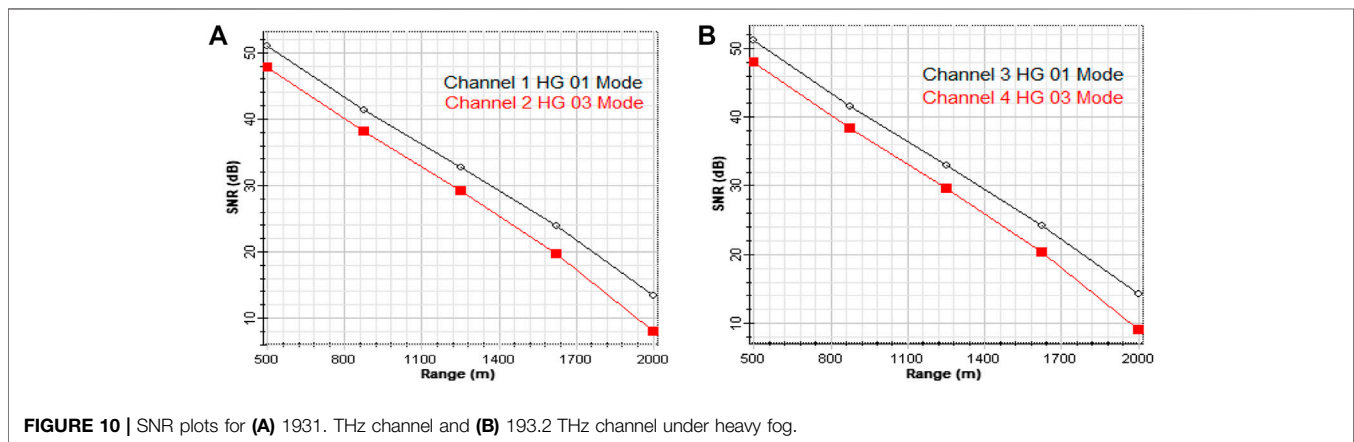 A
SNR (dB)
50
40
30
20
10
Channel 1 HG 01 Mode
Channel 2 HG 03 Mode
500 800 1100 1400 1700 2000
Range (m)
B
SNR (dB)
50
40
30
20
10
Channel 3 HG 01 Mode
Channel 4 HG 03 Mode
500 800 1100 1400 1700 2000
Range (m)
FIGURE 10 | SNR plots for (A) 1931. THz channel and (B) 193.2 THz channel under heavy fog.